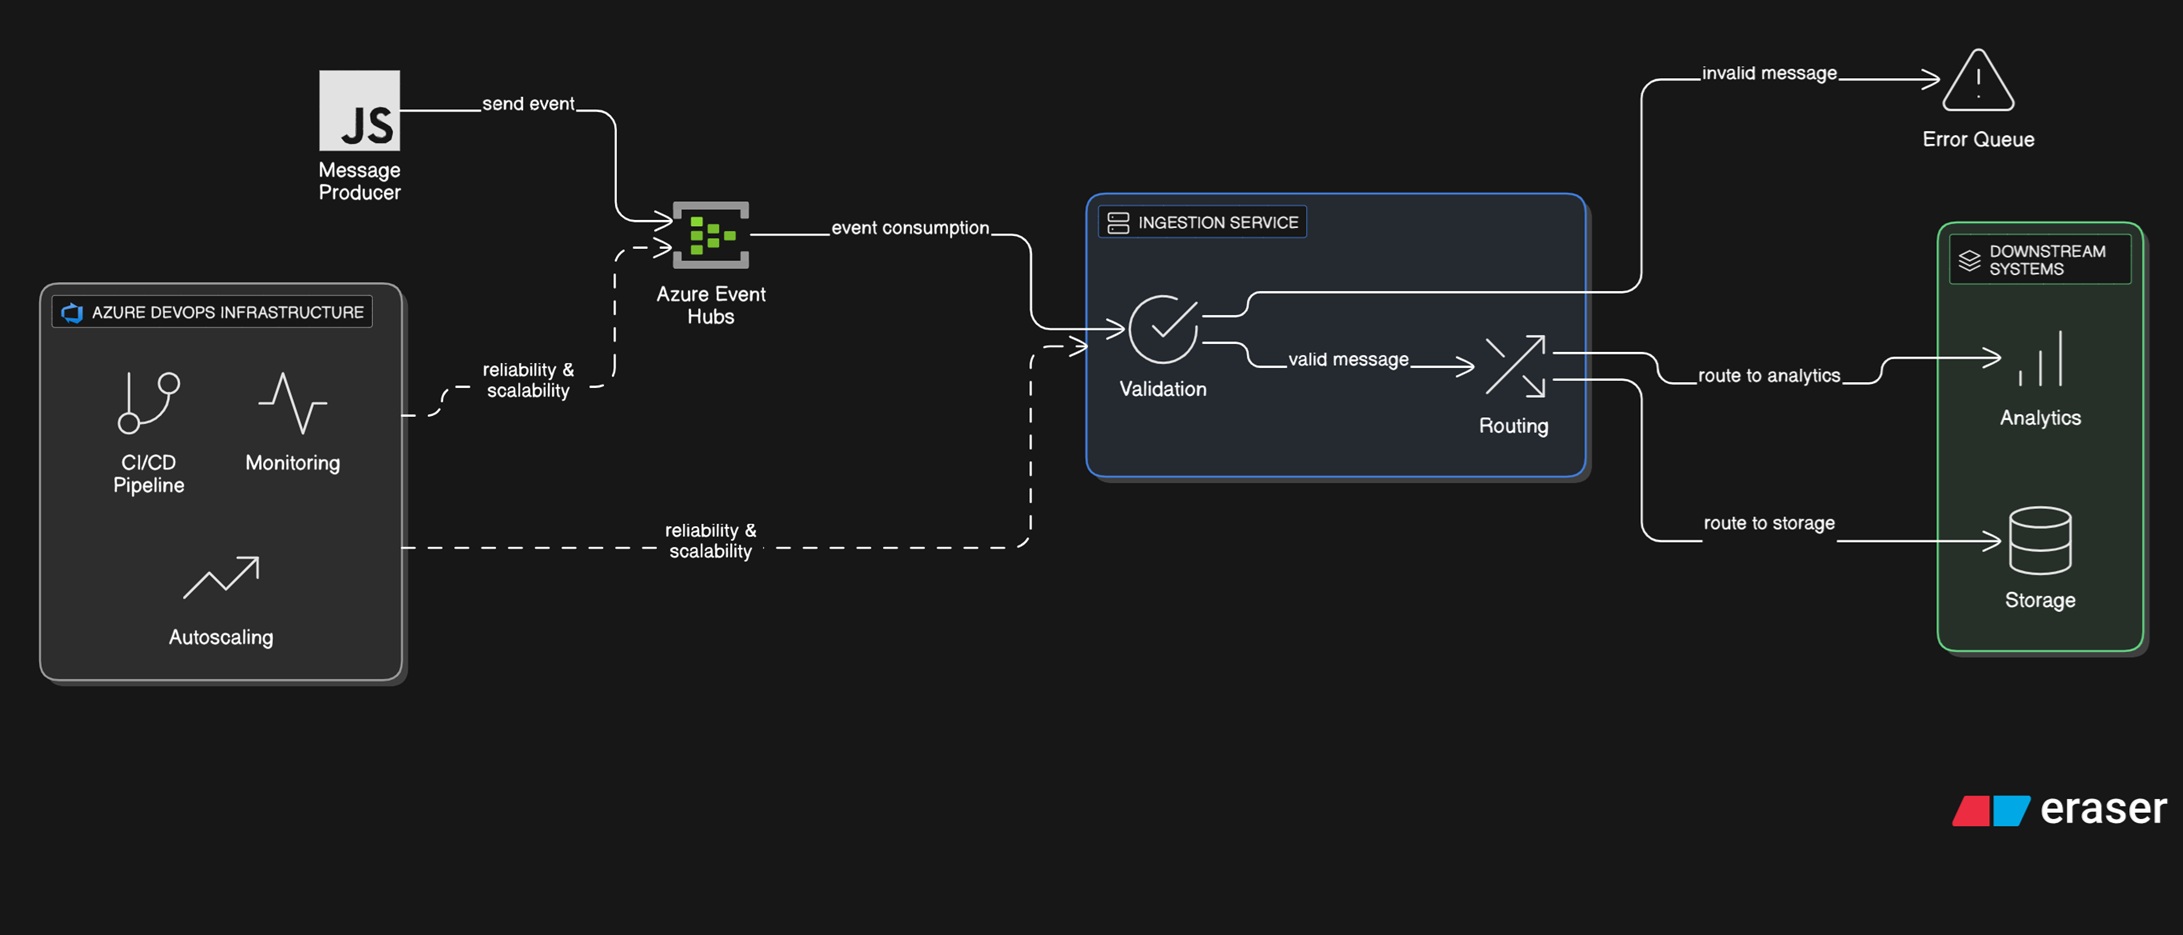 JS
Message
Producer
send event
Azure Event
Hubs
AZURE DEVOPS INFRASTRUCTURE
CI/CD
Pipeline
Monitoring
Autoscaling
reliability &
scalability
reliability &
scalability
event consumption
INGESTION SERVICE
Validation
valid message
Routing
invalid message
Error Queue
DOWNSTREAM
SYSTEMS
route to analytics
Analytics
route to storage
Storage
eraser